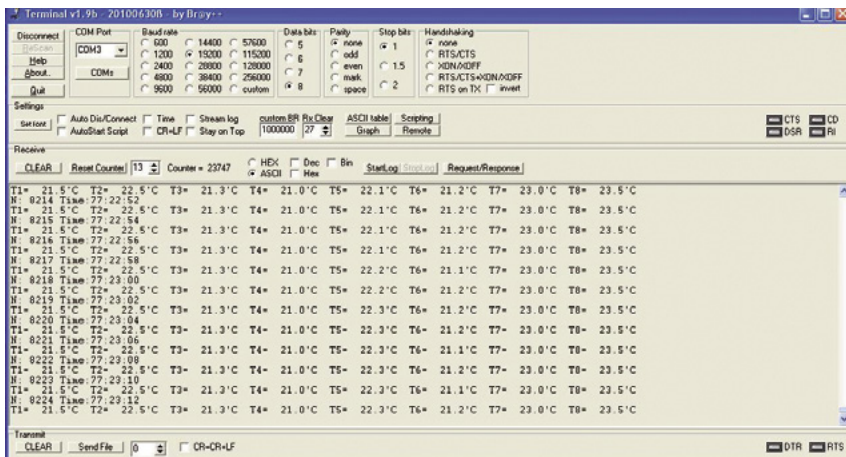 Terminal v1.9b - 20100630ß - by Br@y++
Disconnect
ReScan
Help
About..
Quit
COM Port
COM3
COMs
Baud rate
600 14400 57600
1200 19200 115200
2400 28800 128000
4800 38400 256000
9600 56000 custom
Data bits
5
6
7
8
Parity
none
odd
even
mark
space
Stop bits
1
1.5
2
Handshaking
none
RTS/CTS
XON/XOFF
RTS/CTS+XON/XOFF
RTS on TX invert
Settings
Set font
Auto Dis/Connect Time Stream log
AutoStart Script CR=LF Stay on Top
custom BR Rx Clear
1000000 27
ASCII table Scripting
Graph Remote
CTS CD
DSR RI
Receive
CLEAR Reset Counter 13 Counter = 23747
HEX Dec Bin
ASCII Hex
StartLog StopLog Request/Response
T1= 21.5'C T2= 22.5'C T3= 21.3'C T4= 21.0'C T5= 22.1'C T6= 21.2'C T7= 23.0'C T8= 23.5'C
N: 8214 Time:77:22:52
T1= 21.5'C T2= 22.5'C T3= 21.3'C T4= 21.0'C T5= 22.1'C T6= 21.2'C T7= 23.0'C T8= 23.5'C
N: 8215 Time:77:22:54
T1= 21.5'C T2= 22.5'C T3= 21.3'C T4= 21.0'C T5= 22.1'C T6= 21.2'C T7= 23.0'C T8= 23.5'C
N: 8216 Time:77:22:56
T1= 21.5'C T2= 22.5'C T3= 21.3'C T4= 21.0'C T5= 22.1'C T6= 21.2'C T7= 23.0'C T8= 23.5'C
N: 8217 Time:77:22:58
T1= 21.5'C T2= 22.5'C T3= 21.3'C T4= 21.0'C T5= 22.2'C T6= 21.1'C T7= 23.0'C T8= 23.5'C
N: 8218 Time:77:23:00
T1= 21.5'C T2= 22.5'C T3= 21.3'C T4= 21.0'C T5= 22.2'C T6= 21.2'C T7= 23.0'C T8= 23.5'C
N: 8219 Time:77:23:02
T1= 21.5'C T2= 22.5'C T3= 21.3'C T4= 21.0'C T5= 22.3'C T6= 21.2'C T7= 23.0'C T8= 23.5'C
N: 8220 Time:77:23:04
T1= 21.5'C T2= 22.5'C T3= 21.3'C T4= 21.0'C T5= 22.3'C T6= 21.2'C T7= 23.0'C T8= 23.5'C
N: 8221 Time:77:23:06
T1= 21.5'C T2= 22.5'C T3= 21.3'C T4= 21.0'C T5= 22.3'C T6= 21.1'C T7= 23.0'C T8= 23.5'C
N: 8222 Time:77:23:08
T1= 21.5'C T2= 22.5'C T3= 21.3'C T4= 21.0'C T5= 22.3'C T6= 21.2'C T7= 23.0'C T8= 23.5'C
N: 8223 Time:77:23:10
T1= 21.5'C T2= 22.5'C T3= 21.3'C T4= 21.0'C T5= 22.3'C T6= 21.1'C T7= 23.0'C T8= 23.5'C
N: 8224 Time:77:23:12
T1= 21.5'C T2= 22.5'C T3= 21.3'C T4= 21.0'C T5= 22.3'C T6= 21.2'C T7= 23.0'C T8= 23.5'C
Transmit
CLEAR Send File 0 CR=CR+LF
DTR RTS